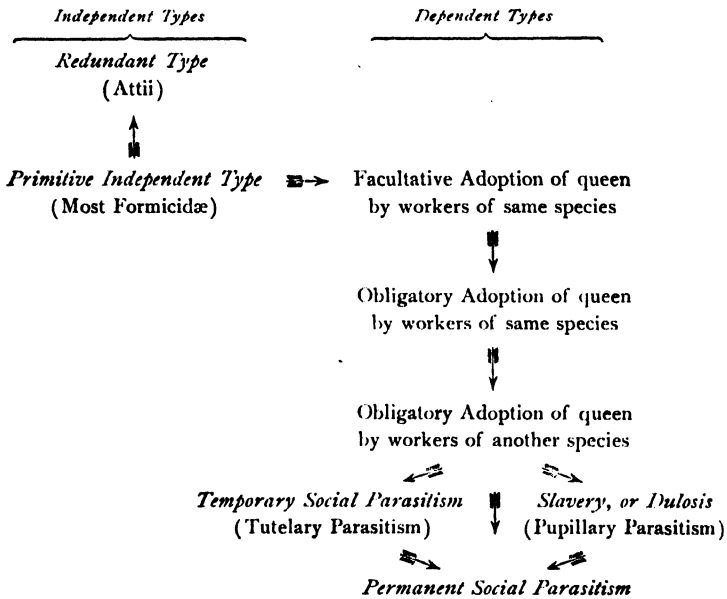 Independent Types
Dependent Types
Redundant Type
(Attii)
Primitive Independent Type
(Most Formicidæ)
Facultative Adoption of queen
by workers of same species
Obligatory Adoption of queen
by workers of same species
Obligatory Adoption of queen
by workers of another species
Temporary Social Parasitism
(Tutelary Parasitism)
Slavery, or Dulosis
(Pupillary Parasitism)
Permanent Social Parasitism